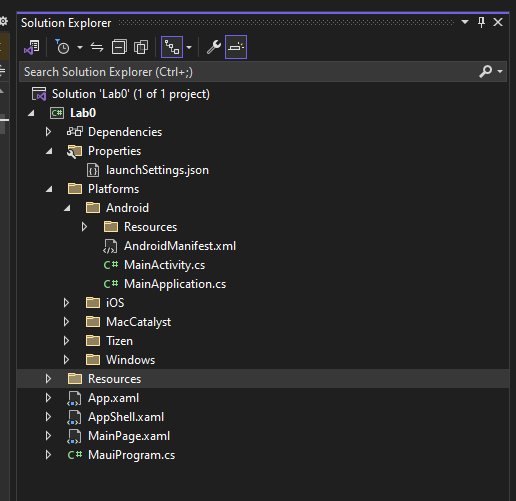 Solution Explorer
Search Solution Explorer (Ctrl+;)
Solution 'Lab0' (1 of 1 project)
C# Lab0
Dependencies
Properties
launchSettings.json
Platforms
Android
Resources
AndroidManifest.xml
C# MainActivity.cs
C# MainApplication.cs
iOS
MacCatalyst
Tizen
Windows
Resources
App.xaml
AppShell.xaml
MainPage.xaml
C# MauiProgram.cs